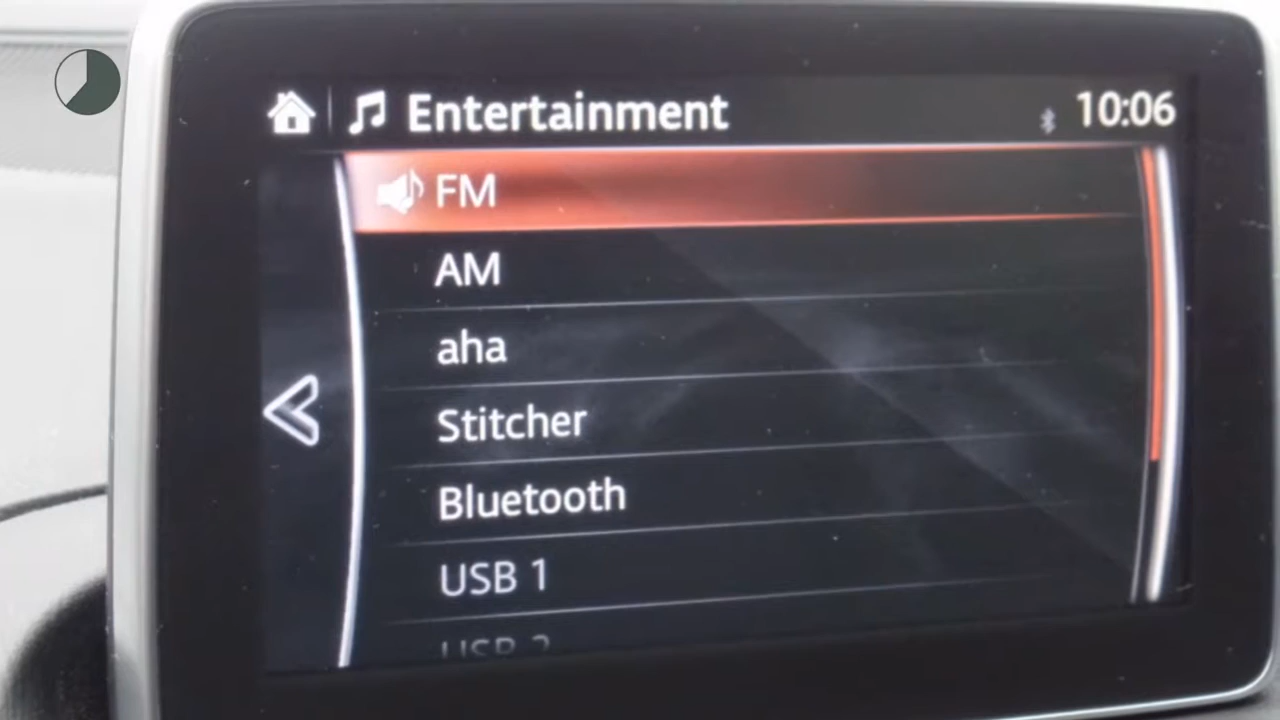 Entertainment
10:06
FM
AM
aha
Stitcher
Bluetooth
USB 1
USB 2